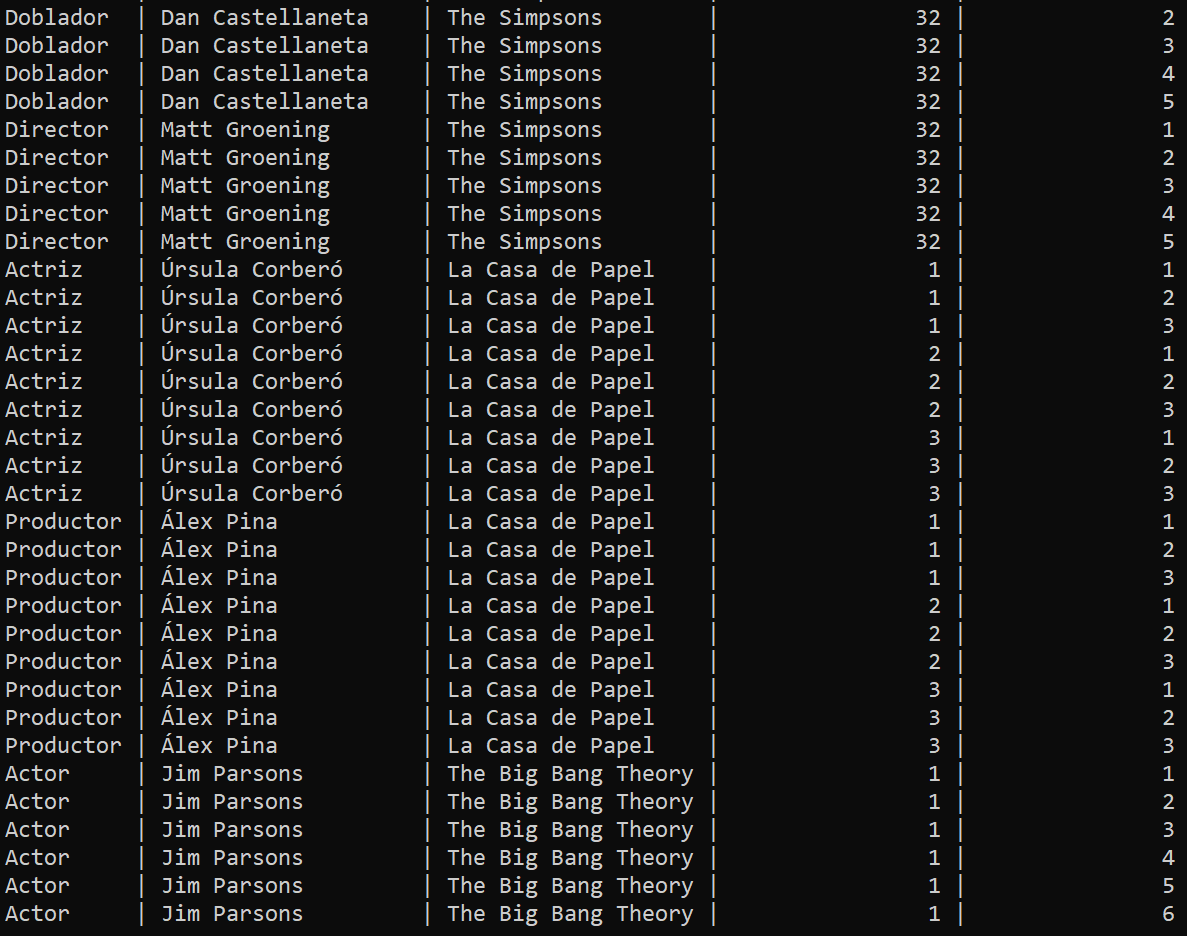 Doblador | Dan Castellaneta | The Simpsons | 32 | 2
Doblador | Dan Castellaneta | The Simpsons | 32 | 3
Doblador | Dan Castellaneta | The Simpsons | 32 | 4
Doblador | Dan Castellaneta | The Simpsons | 32 | 5
Director | Matt Groening | The Simpsons | 32 | 1
Director | Matt Groening | The Simpsons | 32 | 2
Director | Matt Groening | The Simpsons | 32 | 3
Director | Matt Groening | The Simpsons | 32 | 4
Director | Matt Groening | The Simpsons | 32 | 5
Actriz | Úrsula Corberó | La Casa de Papel | 1 | 1
Actriz | Úrsula Corberó | La Casa de Papel | 1 | 2
Actriz | Úrsula Corberó | La Casa de Papel | 1 | 3
Actriz | Úrsula Corberó | La Casa de Papel | 2 | 1
Actriz | Úrsula Corberó | La Casa de Papel | 2 | 2
Actriz | Úrsula Corberó | La Casa de Papel | 2 | 3
Actriz | Úrsula Corberó | La Casa de Papel | 3 | 1
Actriz | Úrsula Corberó | La Casa de Papel | 3 | 2
Actriz | Úrsula Corberó | La Casa de Papel | 3 | 3
Productor | Álex Pina | La Casa de Papel | 1 | 1
Productor | Álex Pina | La Casa de Papel | 1 | 2
Productor | Álex Pina | La Casa de Papel | 1 | 3
Productor | Álex Pina | La Casa de Papel | 2 | 1
Productor | Álex Pina | La Casa de Papel | 2 | 2
Productor | Álex Pina | La Casa de Papel | 2 | 3
Productor | Álex Pina | La Casa de Papel | 3 | 1
Productor | Álex Pina | La Casa de Papel | 3 | 2
Productor | Álex Pina | La Casa de Papel | 3 | 3
Actor | Jim Parsons | The Big Bang Theory | 1 | 1
Actor | Jim Parsons | The Big Bang Theory | 1 | 2
Actor | Jim Parsons | The Big Bang Theory | 1 | 3
Actor | Jim Parsons | The Big Bang Theory | 1 | 4
Actor | Jim Parsons | The Big Bang Theory | 1 | 5
Actor | Jim Parsons | The Big Bang Theory | 1 | 6